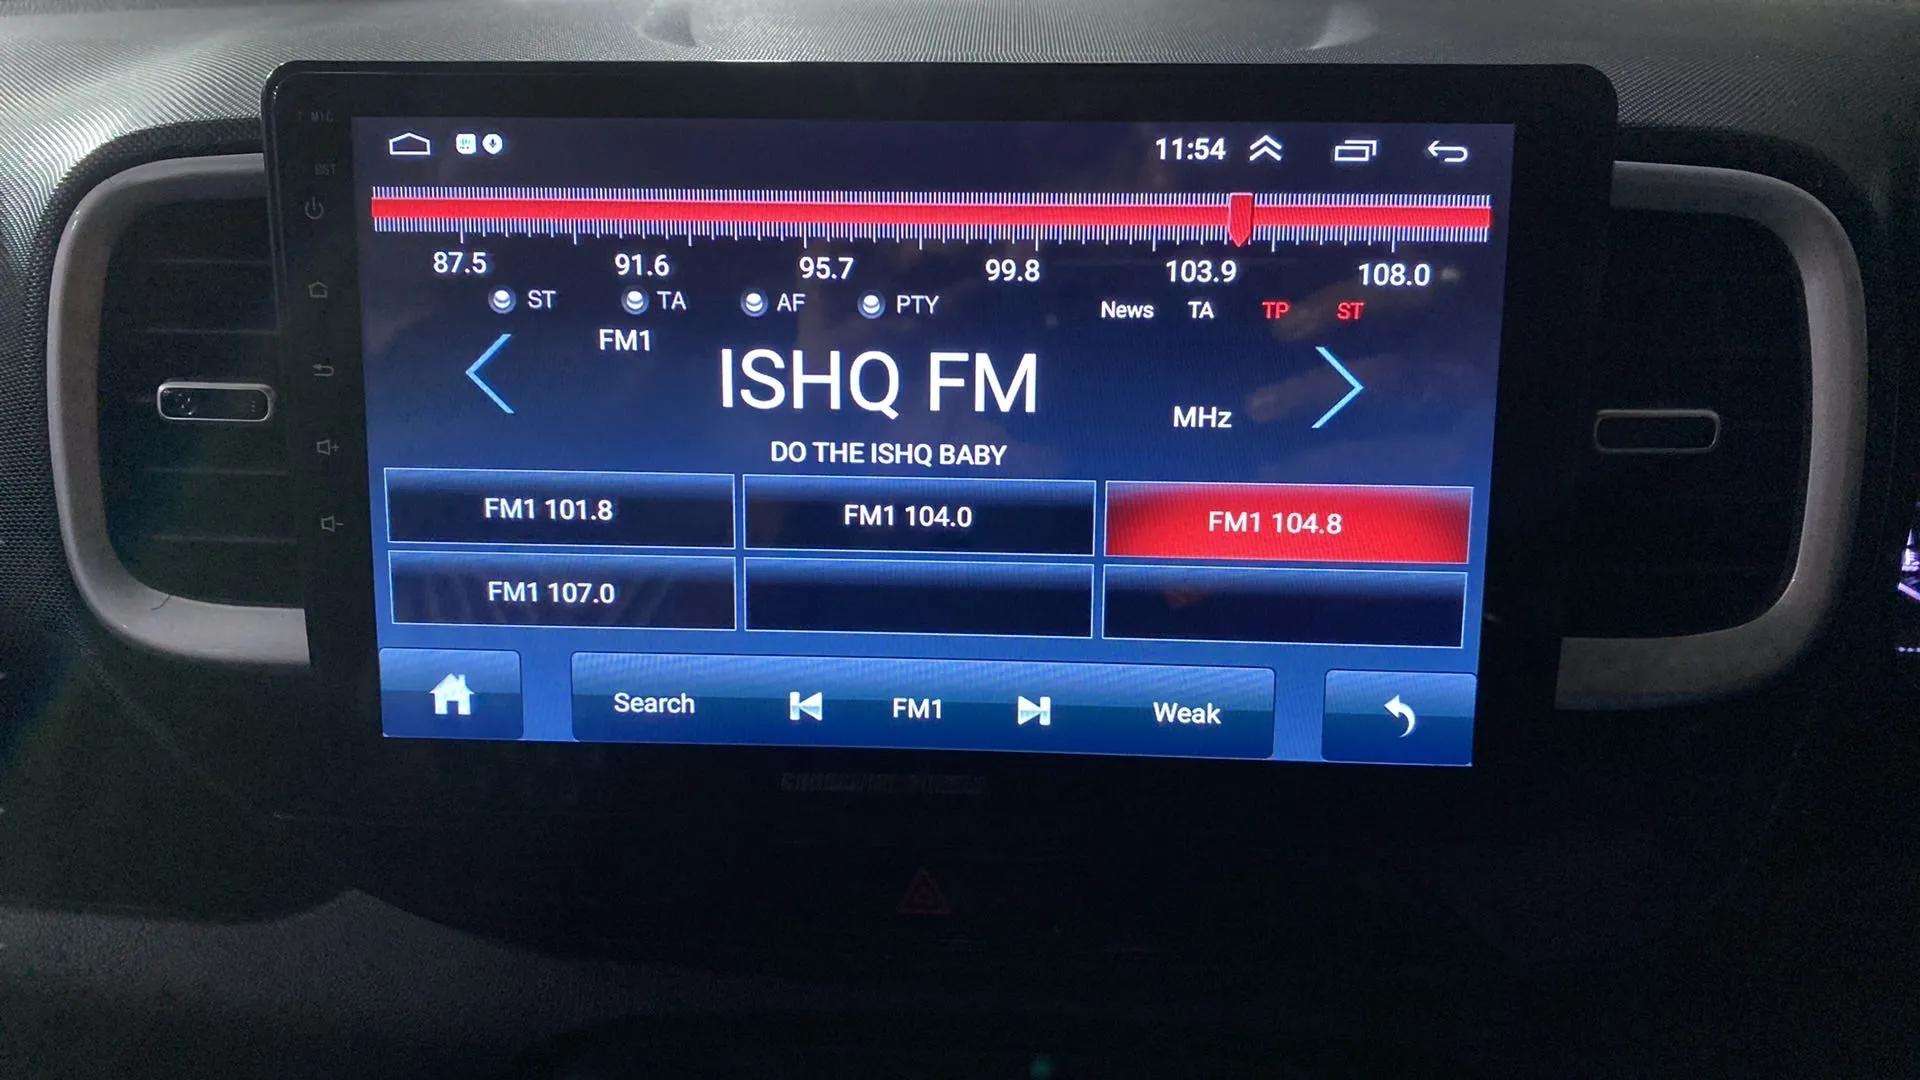 MIC
RST
11:54
87.5 91.6 95.7 99.8 103.9 108.0
ST TA AF PTY News TA TP ST
FM1
ISHQ FM
MHz
DO THE ISHQ BABY
FM1 101.8 FM1 104.0 FM1 104.8
FM1 107.0
Search FM1 Weak